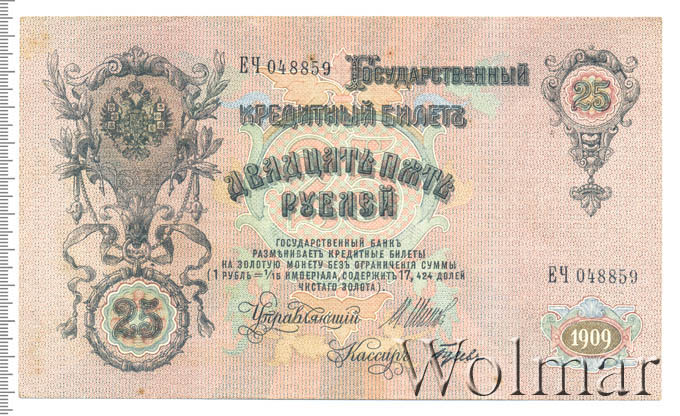 ЕЧ 048859
Государственный
кредитный билетъ
25
двадцать пять
рублей
25
государственный банкъ
размѣниваетъ кредитные билеты
на золотую монету безъ ограниченія суммы
(1 рубль = 1/15 имперіала, содержитъ 17,424 долей
чистаго золота).
ЕЧ 048859
25
Управляющій
Кассиръ
1909
Wolmar